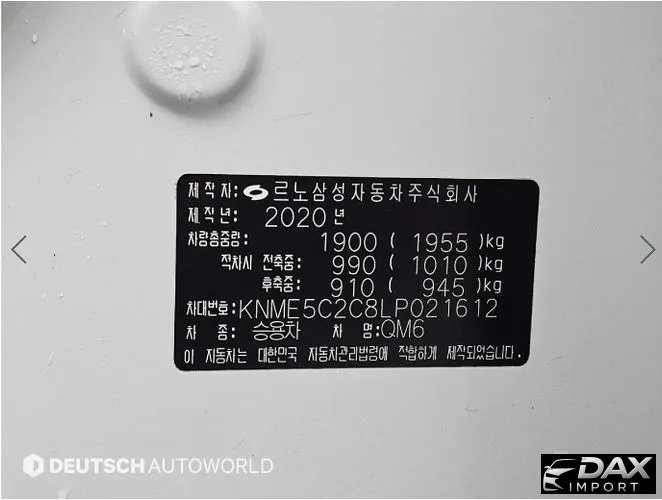 제작자: 르노삼성자동차주식회사
제작년: 2020년
차량총중량: 1900 ( 1955 )kg
적차시 전축중: 990 ( 1010 )kg
후축중: 910 ( 945 )kg
차대번호: KNME5C2C8LP021612
차 종: 승용차 차 명: QM6
이 자동차는 대한민국 자동차관리법령에 적합하게 제작되었습니다.
DEUTSCH AUTOWORLD
DAX
IMPORT